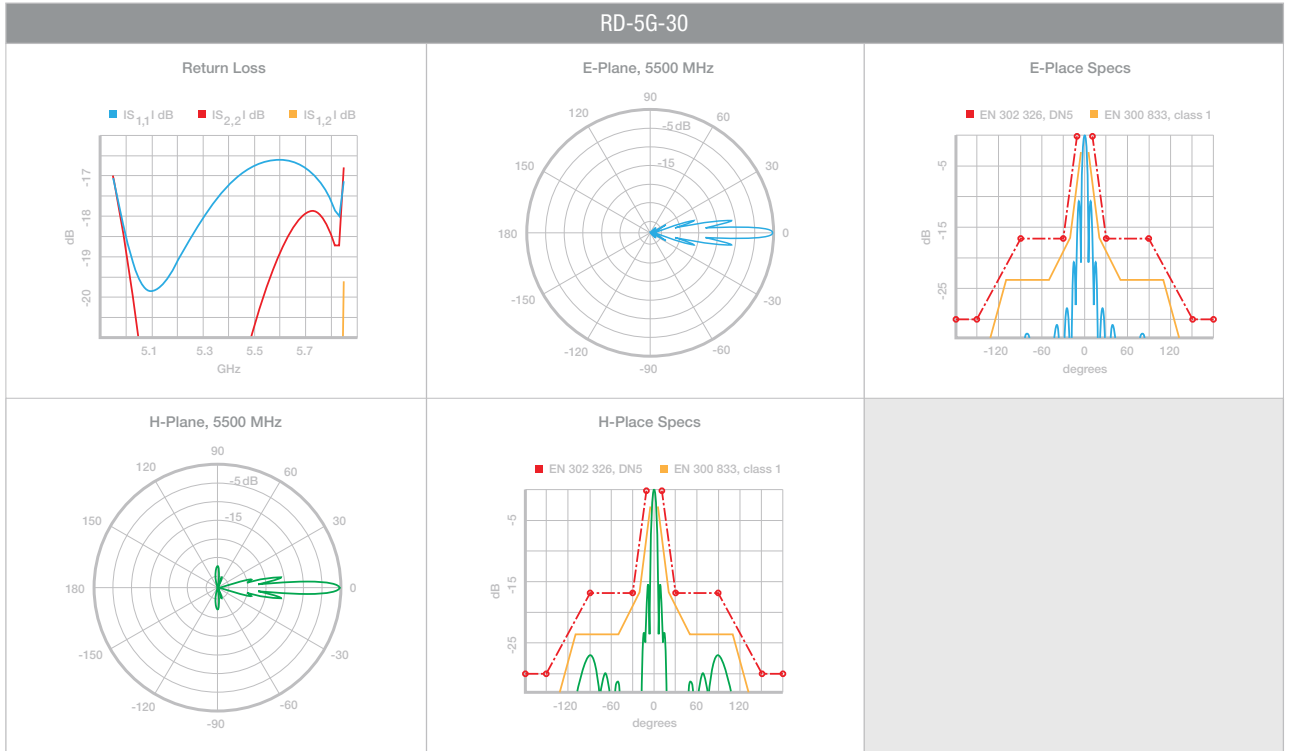 RD-5G-30
Return Loss
IS1,1I dB IS2,2I dB IS1,2I dB
-17
-18
-19
-20
dB
5.1 5.3 5.5 5.7
GHz
E-Plane, 5500 MHz
90
120 60
-5 dB
150 -15 30
180 0
-150 -30
-120 -60
-90
E-Place Specs
EN 302 326, DN5 EN 300 833, class 1
-5
-15
-25
dB
-120 -60 0 60 120
degrees
H-Plane, 5500 MHz
90
120 60
-5 dB
150 -15 30
180 0
-150 -30
-120 -60
-90
H-Place Specs
EN 302 326, DN5 EN 300 833, class 1
-5
-15
-25
dB
-120 -60 0 60 120
degrees